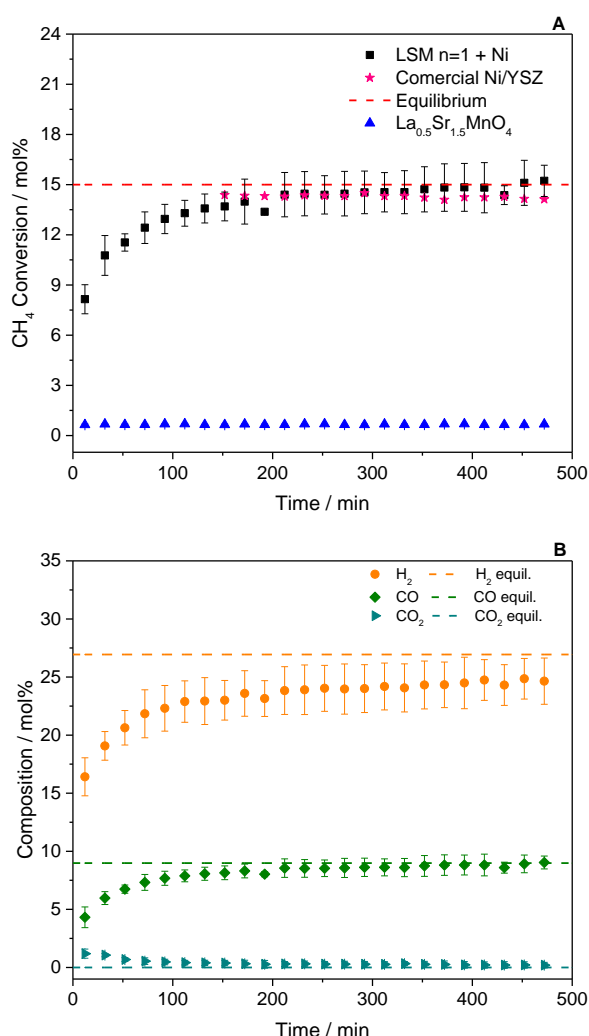 A
24
21
18
15
12
9
6
3
0
CH₄ Conversion / mol%
LSM n=1 + Ni
Comercial Ni/YSZ
Equilibrium
La₀.₅Sr₁.₅MnO₄
0 100 200 300 400 500
Time / min
B
35
30
25
20
15
10
5
0
Composition / mol%
H₂ H₂ equil.
CO CO equil.
CO₂ CO₂ equil.
0 100 200 300 400 500
Time / min